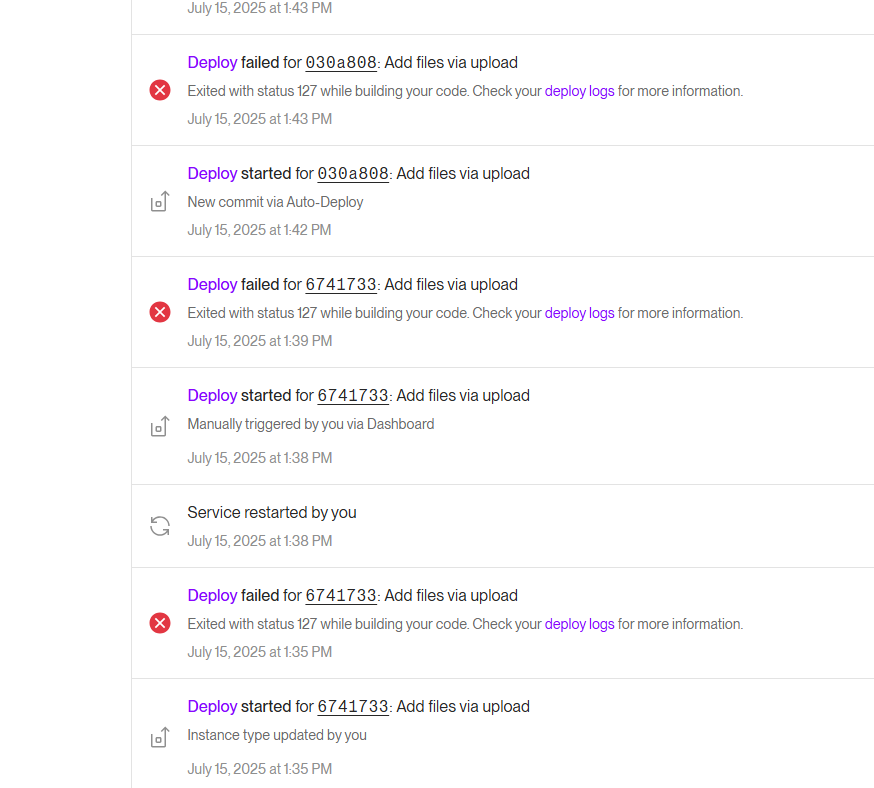 July 15, 2025 at 1:43 PM
Deploy failed for 030a808: Add files via upload
Exited with status 127 while building your code. Check your deploy logs for more information.
July 15, 2025 at 1:43 PM
Deploy started for 030a808: Add files via upload
New commit via Auto-Deploy
July 15, 2025 at 1:42 PM
Deploy failed for 6741733: Add files via upload
Exited with status 127 while building your code. Check your deploy logs for more information.
July 15, 2025 at 1:39 PM
Deploy started for 6741733: Add files via upload
Manually triggered by you via Dashboard
July 15, 2025 at 1:38 PM
Service restarted by you
July 15, 2025 at 1:38 PM
Deploy failed for 6741733: Add files via upload
Exited with status 127 while building your code. Check your deploy logs for more information.
July 15, 2025 at 1:35 PM
Deploy started for 6741733: Add files via upload
Instance type updated by you
July 15, 2025 at 1:35 PM